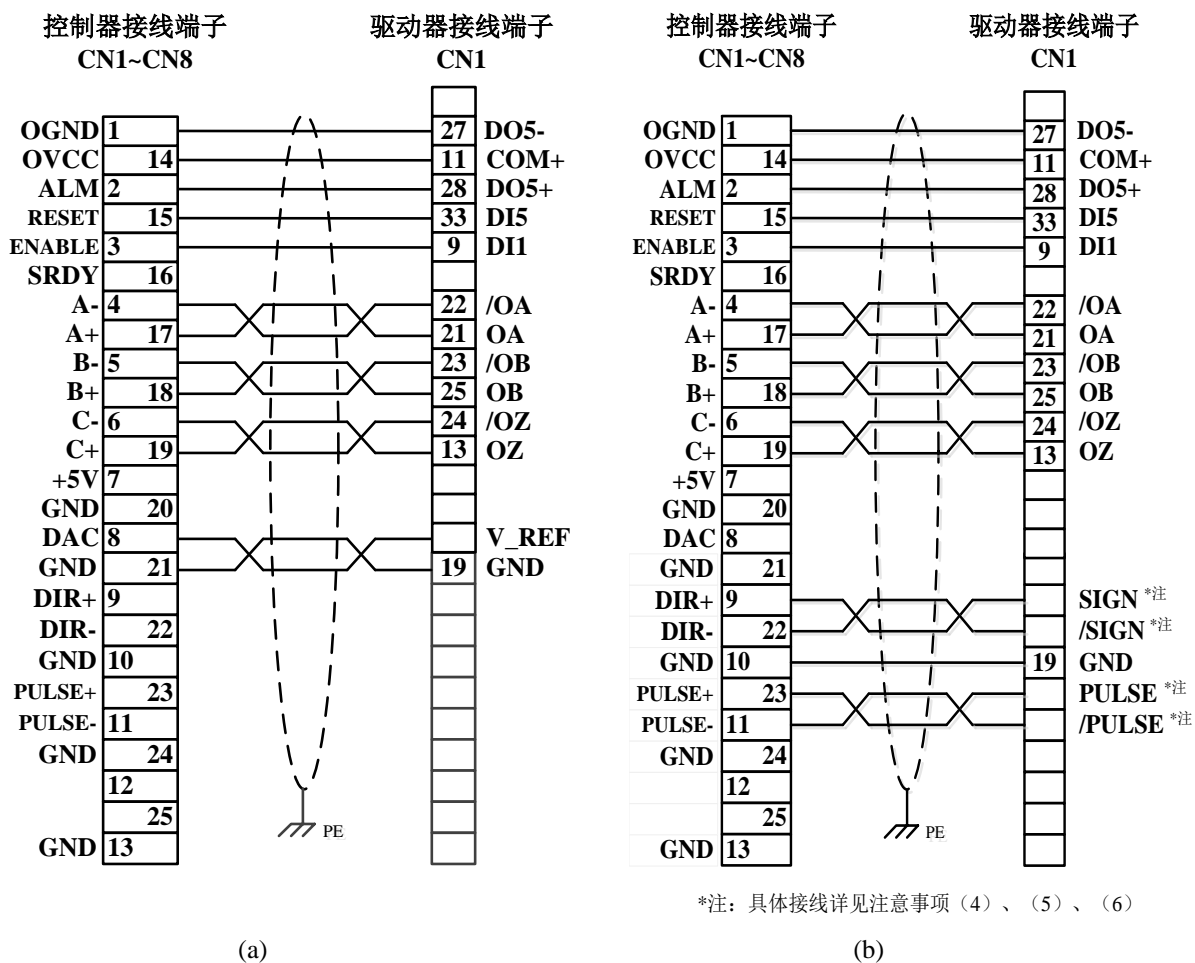 控制器接线端子 驱动器接线端子
CN1~CN8 CN1
OGND 1 27 DO5-
OVCC 14 11 COM+
ALM 2 28 DO5+
RESET 15 33 DI5
ENABLE 3 9 DI1
SRDY 16
A- 4 22 /OA
A+ 17 21 OA
B- 5 23 /OB
B+ 18 25 OB
C- 6 24 /OZ
C+ 19 13 OZ
+5V 7
GND 20
DAC 8 V_REF
GND 21 19 GND
DIR+ 9
DIR- 22
GND 10
PULSE+ 23
PULSE- 11
GND 24
12
25
PE
GND 13
(a)
控制器接线端子 驱动器接线端子
CN1~CN8 CN1
OGND 1 27 DO5-
OVCC 14 11 COM+
ALM 2 28 DO5+
RESET 15 33 DI5
ENABLE 3 9 DI1
SRDY 16
A- 4 22 /OA
A+ 17 21 OA
B- 5 23 /OB
B+ 18 25 OB
C- 6 24 /OZ
C+ 19 13 OZ
+5V 7
GND 20
DAC 8
GND 21
DIR+ 9 SIGN *注
DIR- 22 /SIGN *注
GND 10 19 GND
PULSE+ 23 PULSE *注
PULSE- 11 /PULSE *注
GND 24
12
25
PE
GND 13
*注：具体接线详见注意事项（4）、（5）、（6）
(b)